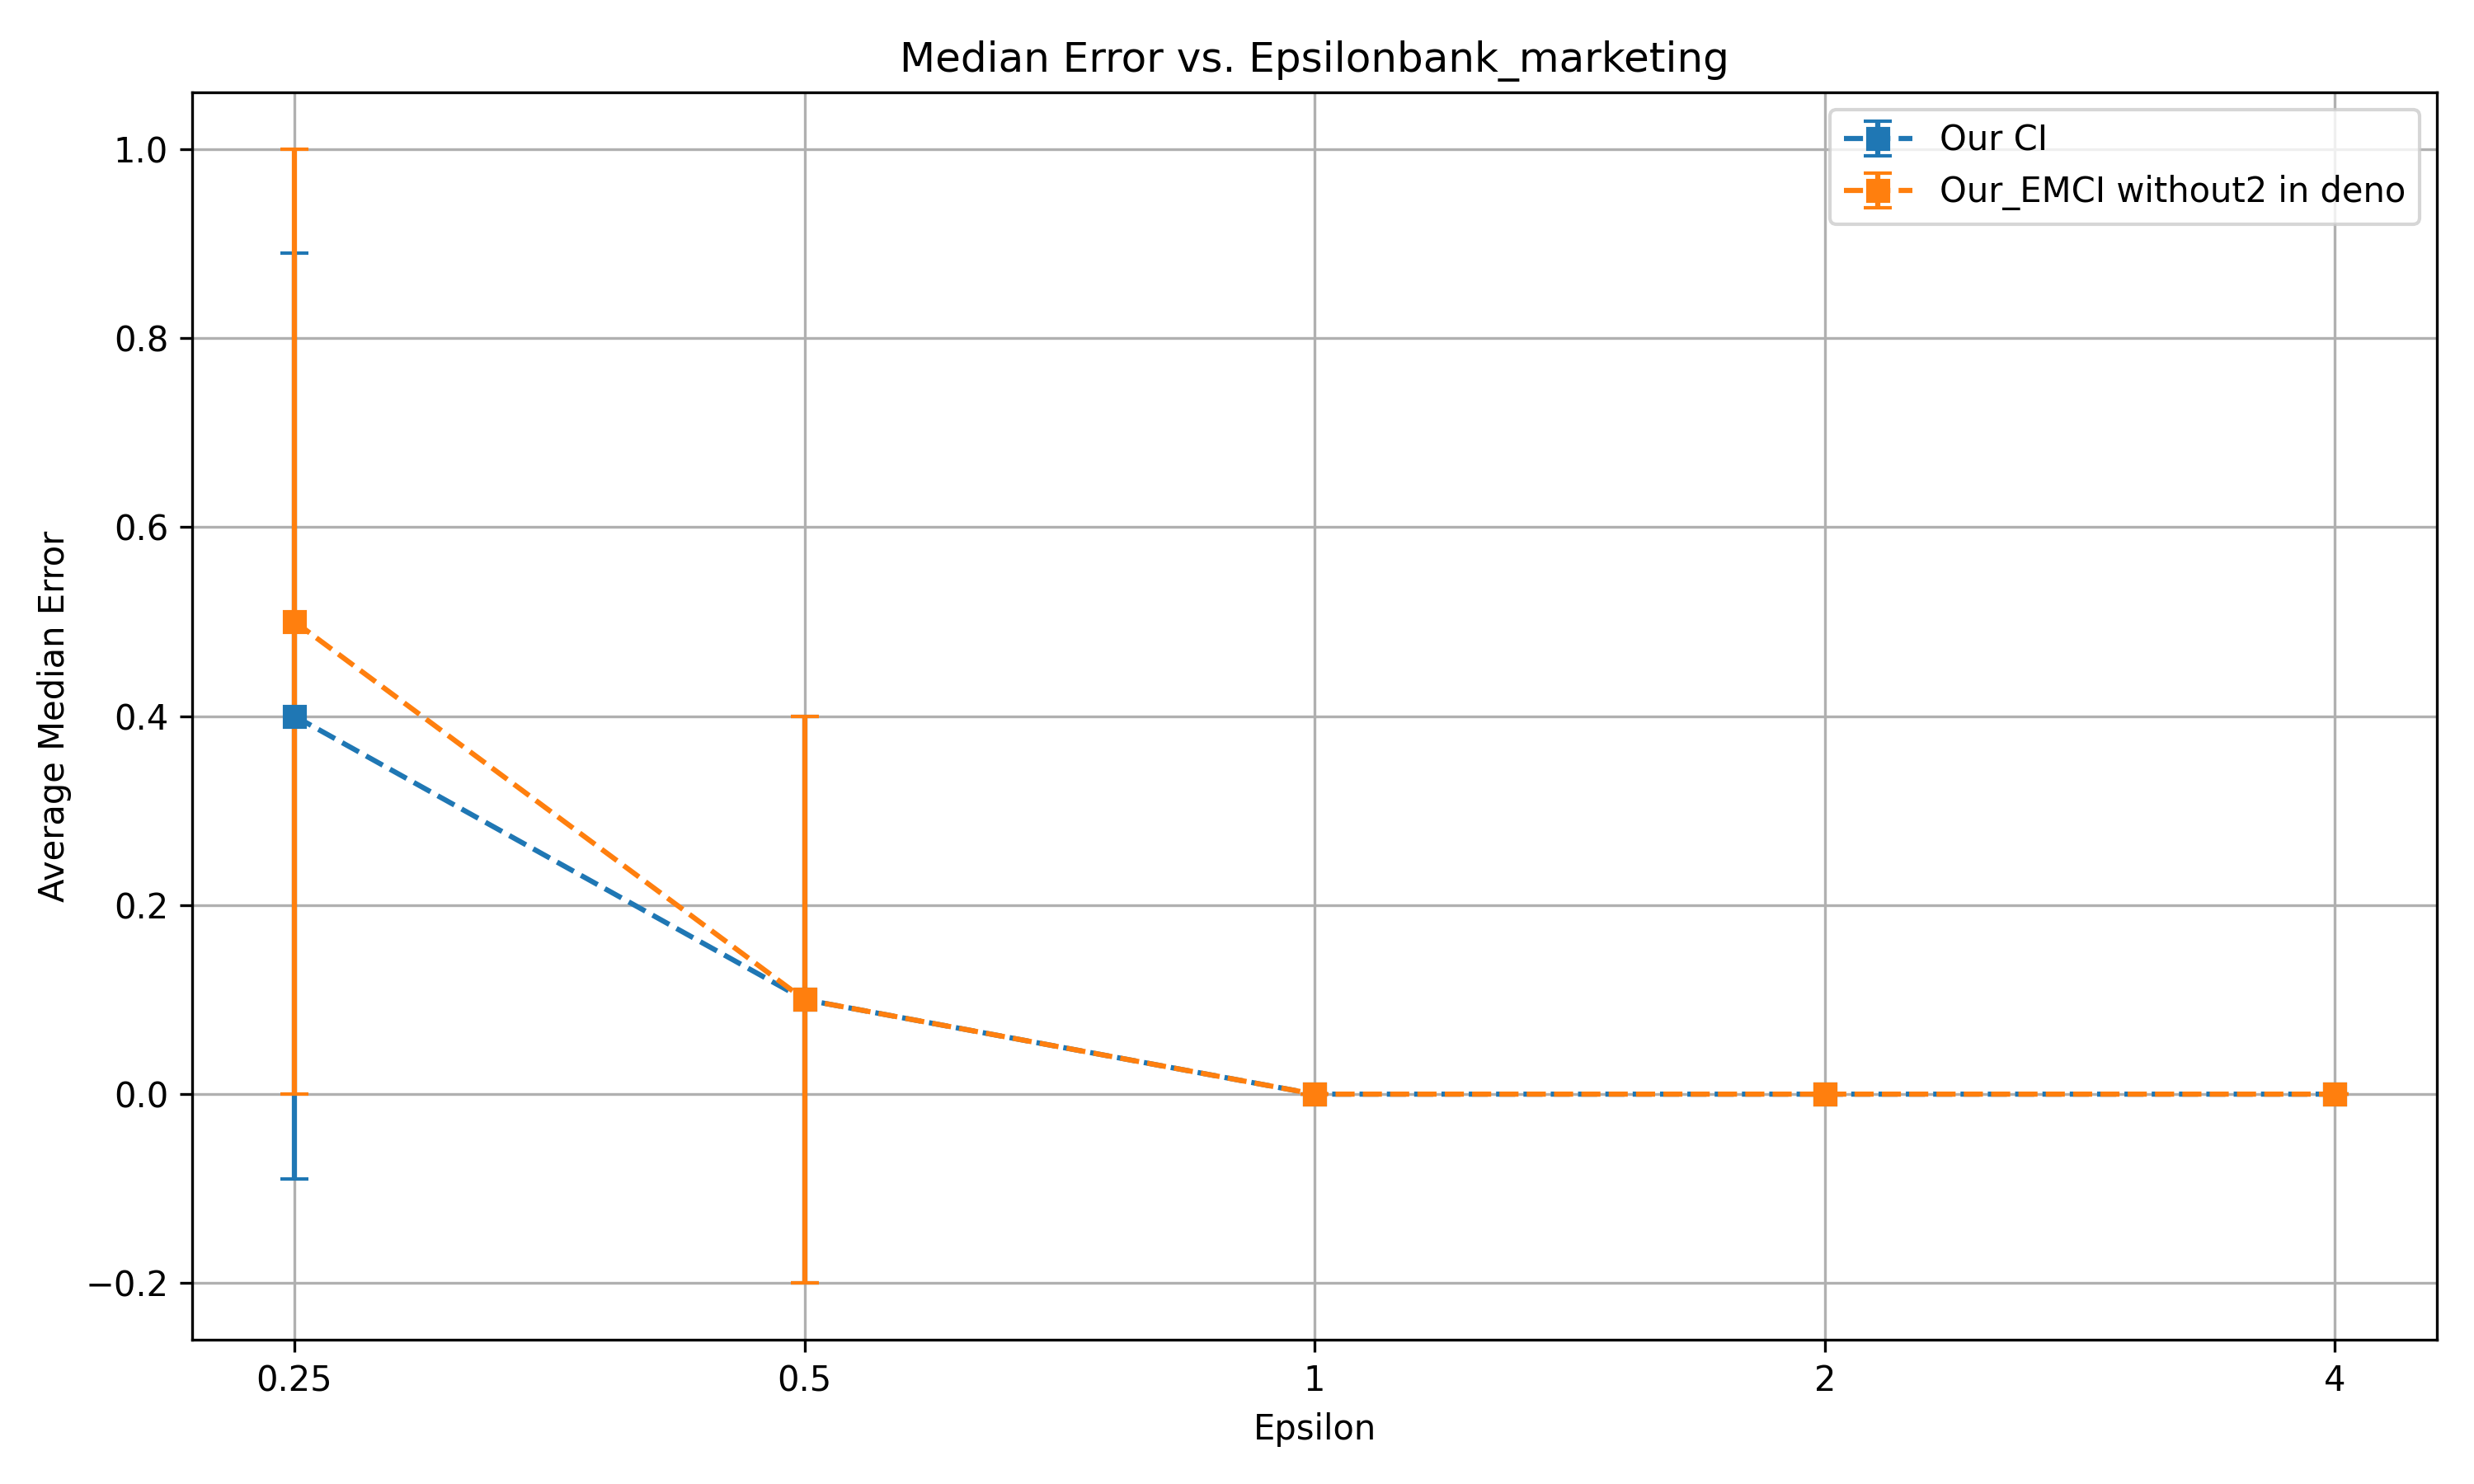 Median Error vs. Epsilonbank_marketing
Our CI
Our_EMCI without2 in deno
Average Median Error
1.0
0.8
0.6
0.4
0.2
0.0
−0.2
0.25
0.5
1
2
4
Epsilon